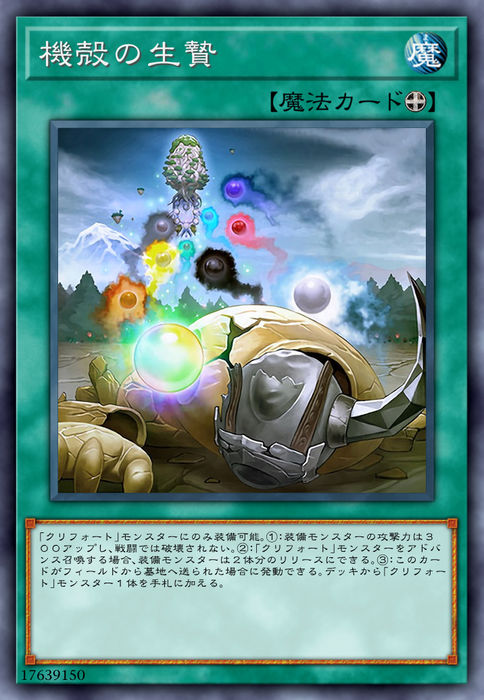 機殻の生贄
魔
【魔法カード】
「クリフォート」モンスターにのみ装備可能。①:装備モンスターの攻撃力は３
００アップし、戦闘では破壊されない。②:「クリフォート」モンスターをアドバ
ンス召喚する場合、装備モンスターは２体分のリリースにできる。③:このカ
ードがフィールドから墓地へ送られた場合に発動できる。デッキから「クリフォー
ト」モンスター１体を手札に加える。
17639150